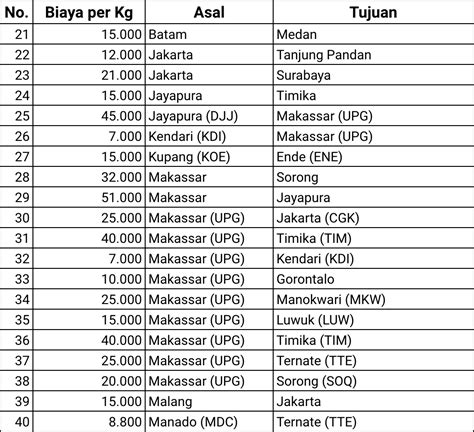 No. Biaya per Kg Asal Tujuan
21 15.000 Batam Medan
22 12.000 Jakarta Tanjung Pandan
23 21.000 Jakarta Surabaya
24 15.000 Jayapura Timika
25 45.000 Jayapura (DJJ) Makassar (UPG)
26 7.000 Kendari (KDI) Makassar (UPG)
27 15.000 Kupang (KOE) Ende (ENE)
28 32.000 Makassar Sorong
29 51.000 Makassar Jayapura
30 25.000 Makassar (UPG) Jakarta (CGK)
31 40.000 Makassar (UPG) Timika (TIM)
32 7.000 Makassar (UPG) Kendari (KDI)
33 10.000 Makassar (UPG) Gorontalo
34 25.000 Makassar (UPG) Manokwari (MKW)
35 15.000 Makassar (UPG) Luwuk (LUW)
36 40.000 Makassar (UPG) Timika (TIM)
37 25.000 Makassar (UPG) Ternate (TTE)
38 20.000 Makassar (UPG) Sorong (SOQ)
39 15.000 Malang Jakarta
40 8.800 Manado (MDC) Ternate (TTE)